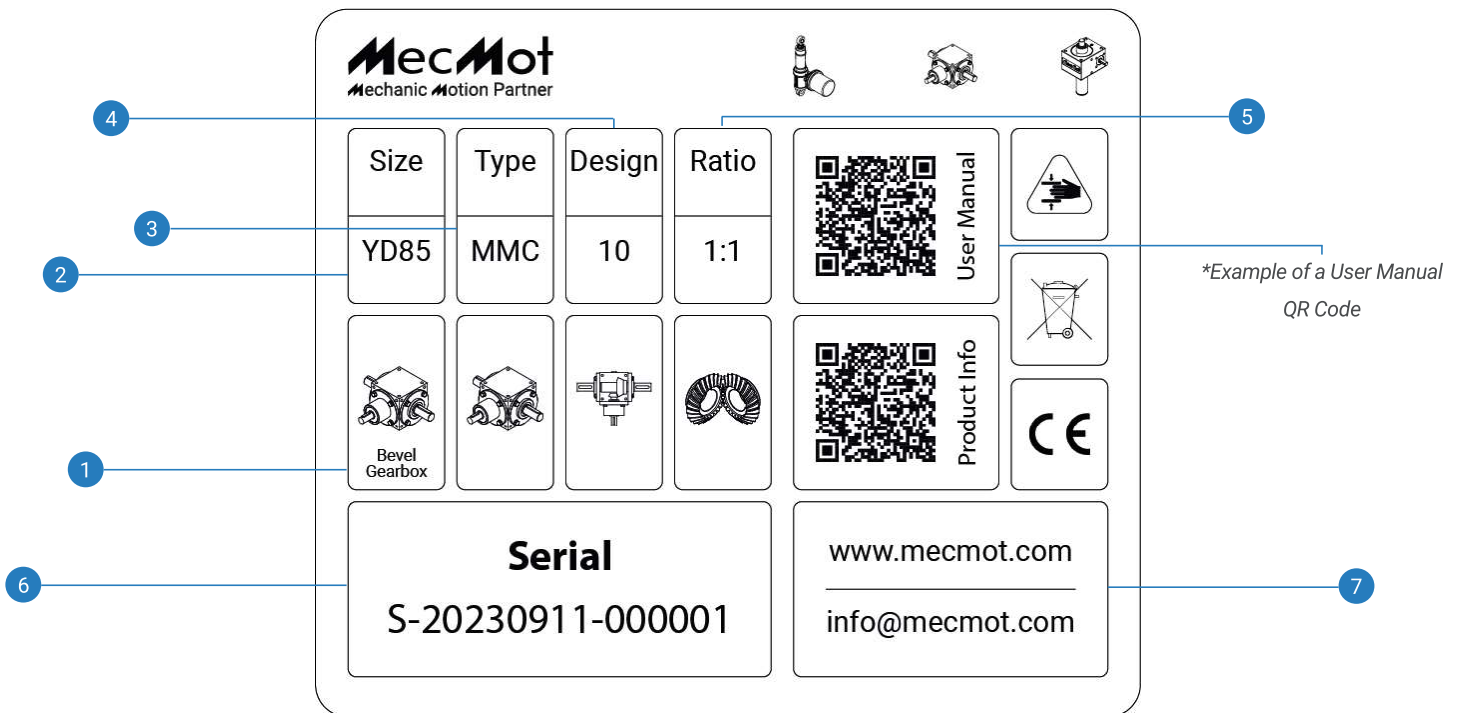 MecMot
Mechanic Motion Partner
4
5
Size
Type
Design
Ratio
User Manual
3
YD85
MMC
10
1:1
2
*Example of a User Manual
QR Code
Product Info
Bevel
Gearbox
CE
1
Serial
S-20230911-000001
6
www.mecmot.com
info@mecmot.com
7